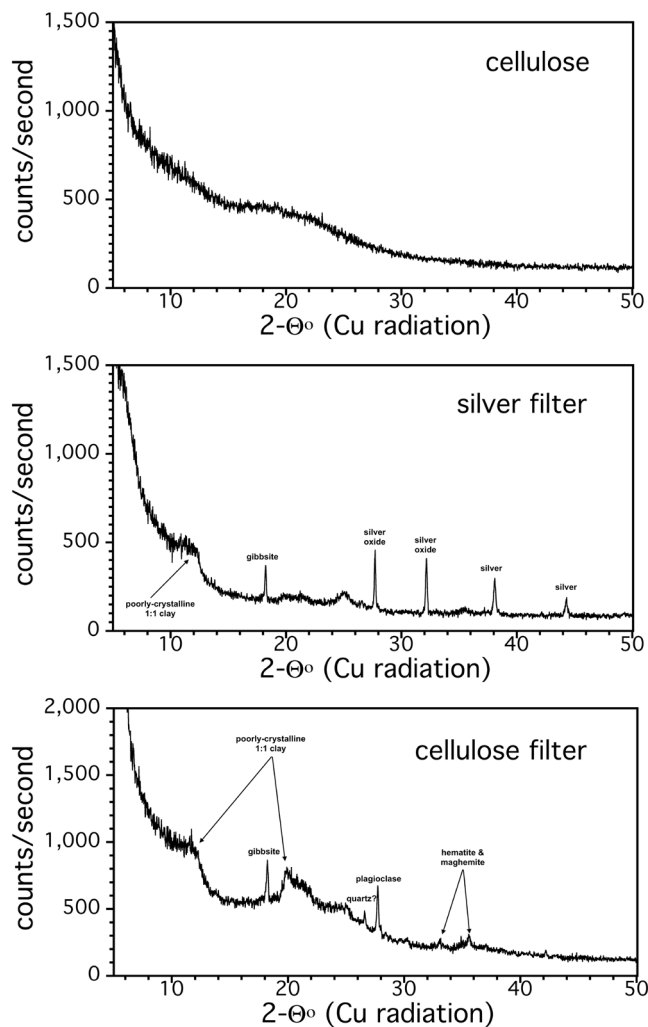 1,500
cellulose
1,000
500
0
counts/second
10 20 30 40 50
2-Θº (Cu radiation)
1,500
silver filter
1,000
500
0
counts/second
silver
oxide
silver
oxide
gibbsite
silver
silver
poorly-crystalline
1:1 clay
10 20 30 40 50
2-Θº (Cu radiation)
2,000
poorly-crystalline
1:1 clay
cellulose filter
1,500
1,000
500
0
counts/second
gibbsite
hematite &
maghemite
plagioclase
quartz?
10 20 30 40 50
2-Θº (Cu radiation)